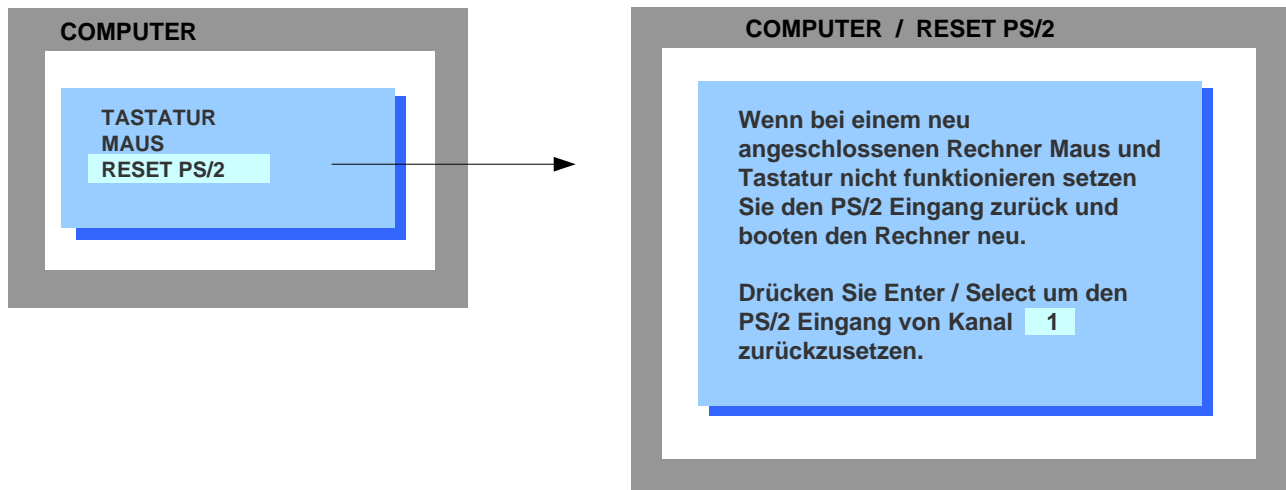 COMPUTER
TASTATUR
MAUS
RESET PS/2
COMPUTER / RESET PS/2
Wenn bei einem neu
angeschlossenen Rechner Maus und
Tastatur nicht funktionieren setzen
Sie den PS/2 Eingang zurück und
booten den Rechner neu.
Drücken Sie Enter / Select um den
PS/2 Eingang von Kanal 1
zurückzusetzen.